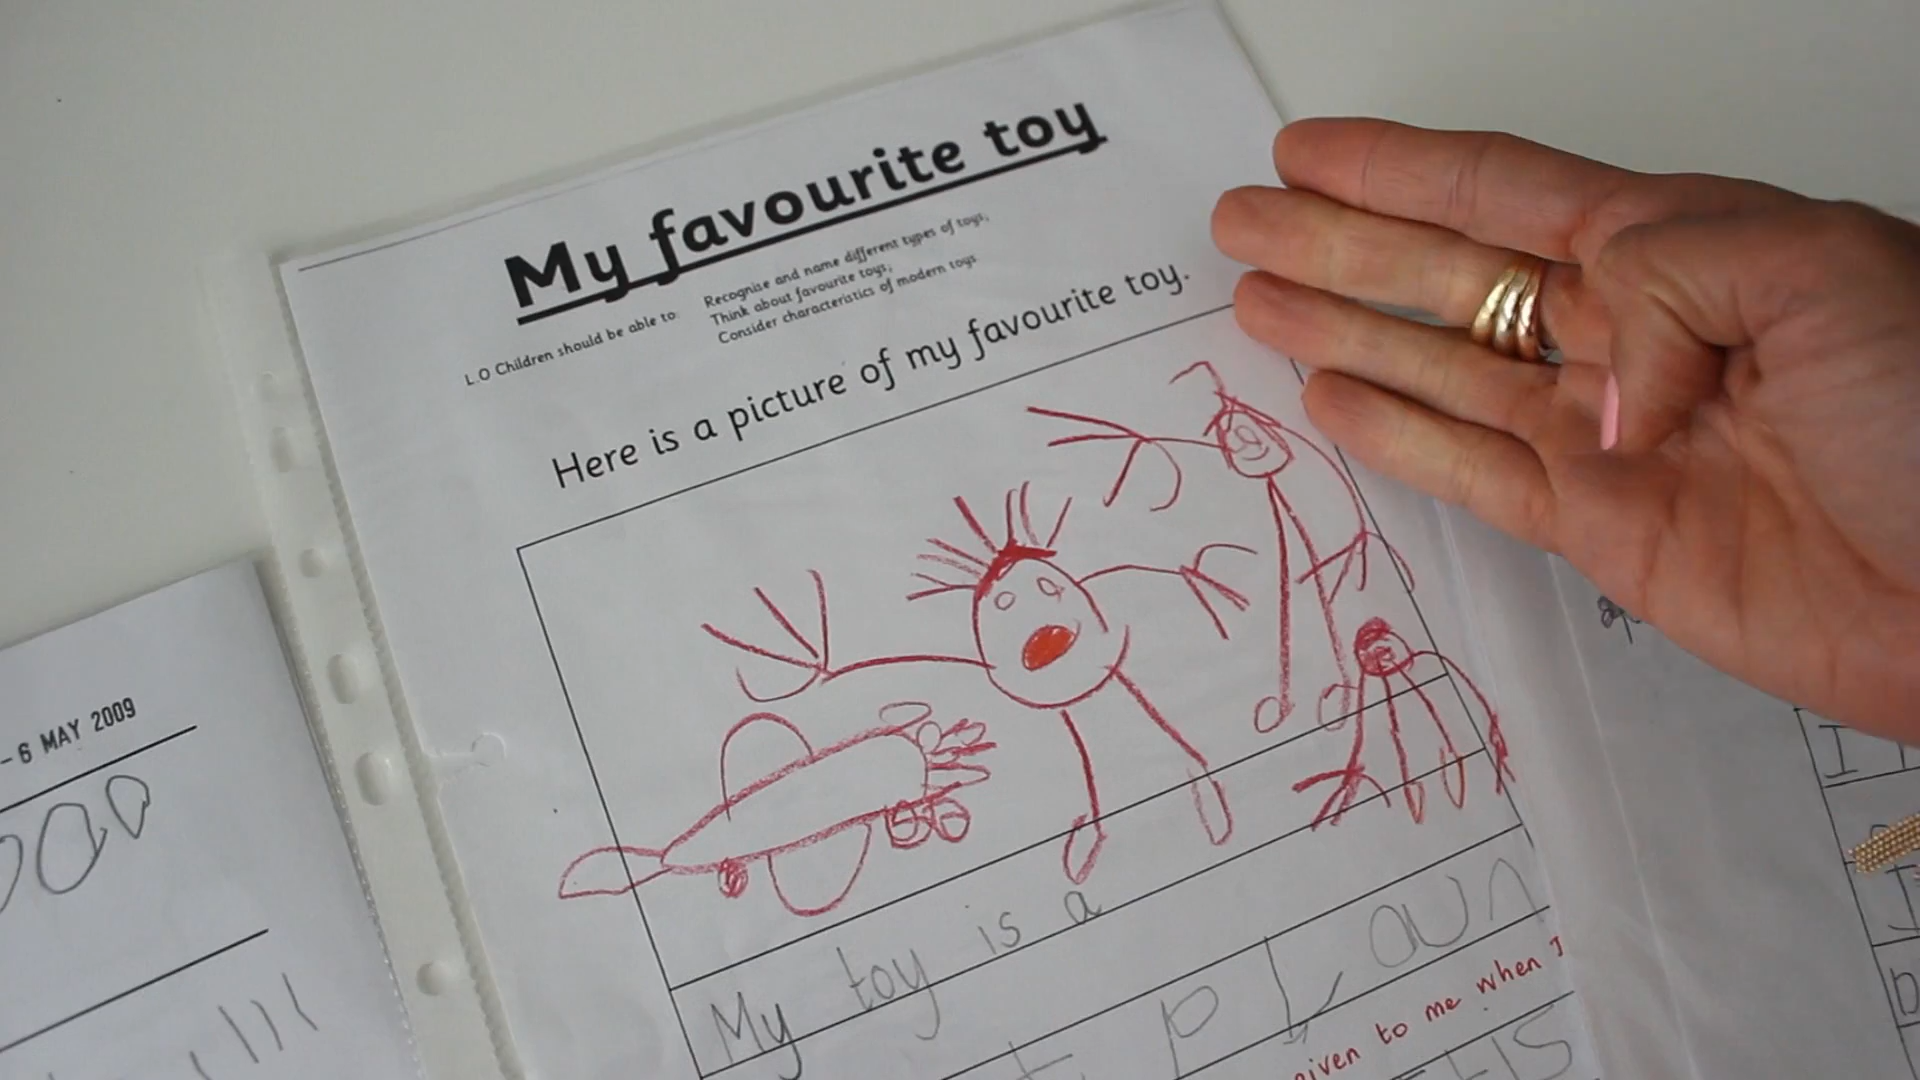 My favourite toy
L.O Children should be able to: Recognise and name different types of toys;
Think about favourite toys;
Consider characteristics of modern toys
Here is a picture of my favourite toy.
- 6 MAY 2009
My toy is a
given to me when I